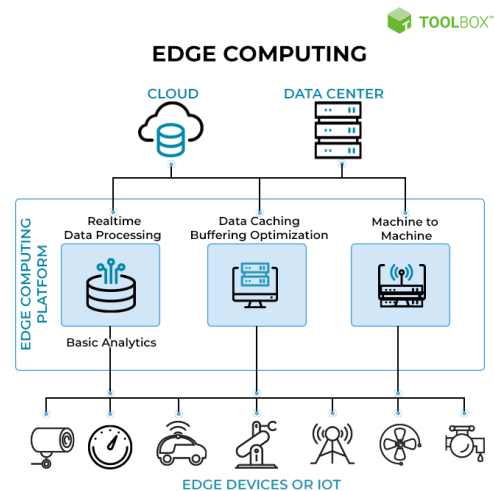 TOOLBOX™
EDGE COMPUTING
CLOUD
DATA CENTER
EDGE COMPUTING
PLATFORM
Realtime
Data Processing
Data Caching
Buffering Optimization
Machine to
Machine
Basic Analytics
EDGE DEVICES OR IOT